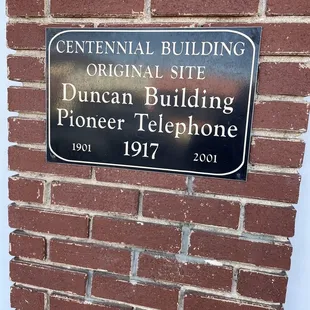 CENTENNIAL BUILDING
ORIGINAL SITE
Duncan Building
Pioneer Telephone
1901 1917 2001